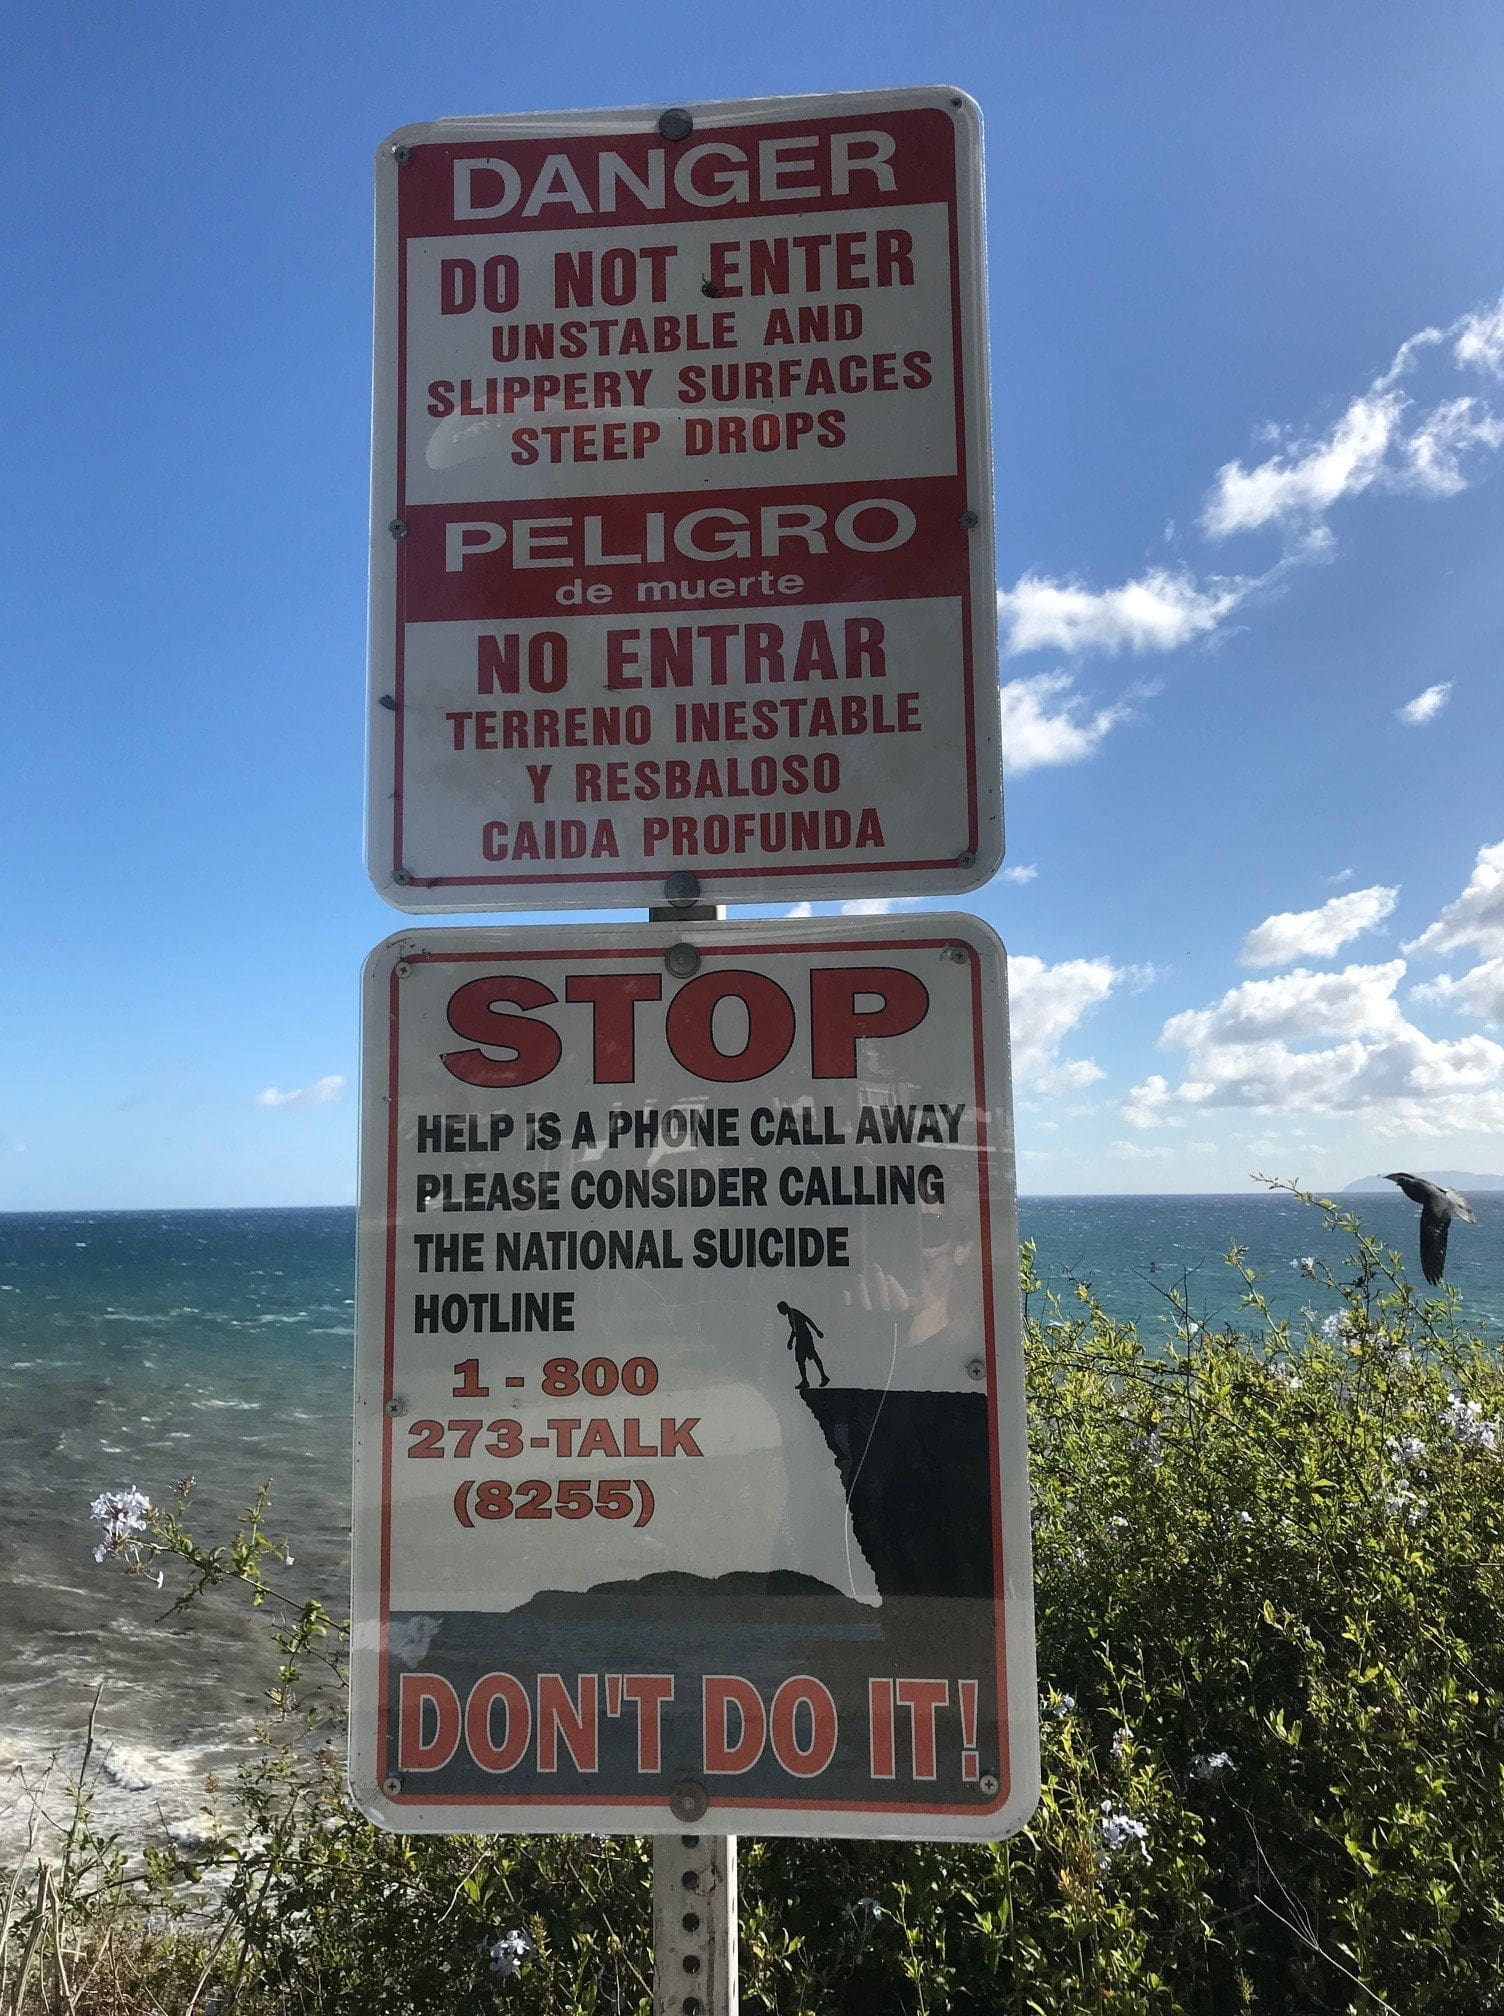 DANGER
DO NOT ENTER
UNSTABLE AND
SLIPPERY SURFACES
STEEP DROPS
PELIGRO
de muerte
NO ENTRAR
TERRENO INESTABLE
Y RESBALOSO
CAIDA PROFUNDA
STOP
HELP IS A PHONE CALL AWAY
PLEASE CONSIDER CALLING
THE NATIONAL SUICIDE
HOTLINE
1 - 800
273-TALK
(8255)
DON'T DO IT!